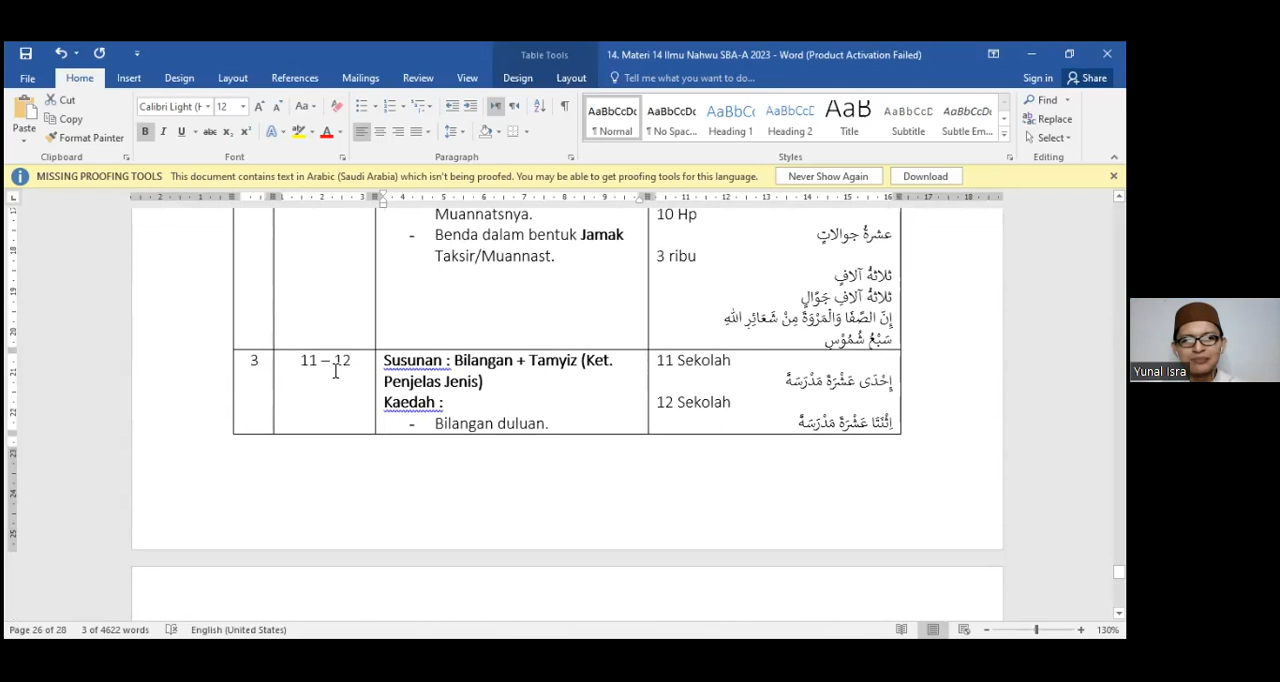 Table Tools
14. Materi 14 Ilmu Nahwu SBA-A 2023 - Word (Product Activation Failed)
File Home Insert Design Layout References Mailings Review View Design Layout Tell me what you want to do... Sign in Share
Cut
Copy
Format Painter
Paste
Clipboard
Calibri Light (H 12
Font
Paragraph
AaBbCcDc AaBbCcDc AaBbCc AaBbCcC AaB AaBbCcD AaBbCcDc
¶ Normal ¶ No Spac... Heading 1 Heading 2 Title Subtitle Subtle Em...
Styles
Find
Replace
Select
Editing
MISSING PROOFING TOOLS This document contains text in Arabic (Saudi Arabia) which isn't being proofed. You may be able to get proofing tools for this language. Never Show Again Download
Muannatsnya.
- Benda dalam bentuk Jamak
Taksir/Muannast.
10 Hp
عشرةُ جوالاتٍ
3 ribu
ثلاثةُ آلافٍ
ثلاثةُ آلافِ جَوَّالٍ
إِنَّ الصَّفَا وَالْمَرْوَةَ مِنْ شَعَائِرِ اللهِ
سَبْعُ شُمُوْسٍ
3
11 – 12
Susunan : Bilangan + Tamyiz (Ket.
Penjelas Jenis)
Kaedah :
- Bilangan duluan.
11 Sekolah
إِحْدَى عَشْرَةَ مَدْرَسَةً
12 Sekolah
اِثْنَتَا عَشْرَةَ مَدْرَسَةً
Yunal Isra
Page 26 of 28 3 of 4622 words English (United States) 130%